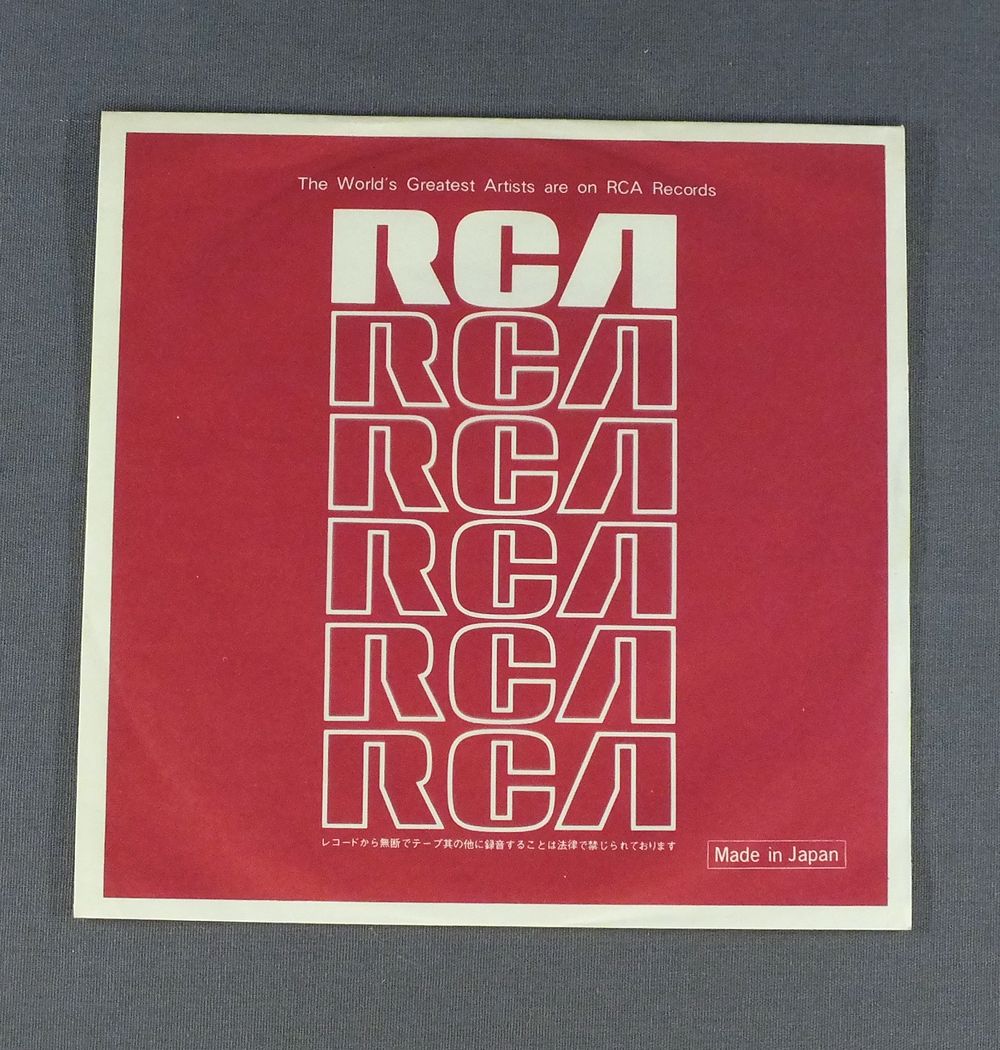 The World's Greatest Artists are on RCA Records
RCA
RCA
RCA
RCA
RCA
RCA
レコードから無断でテープ其の他に録音することは法律で禁じられております
Made in Japan